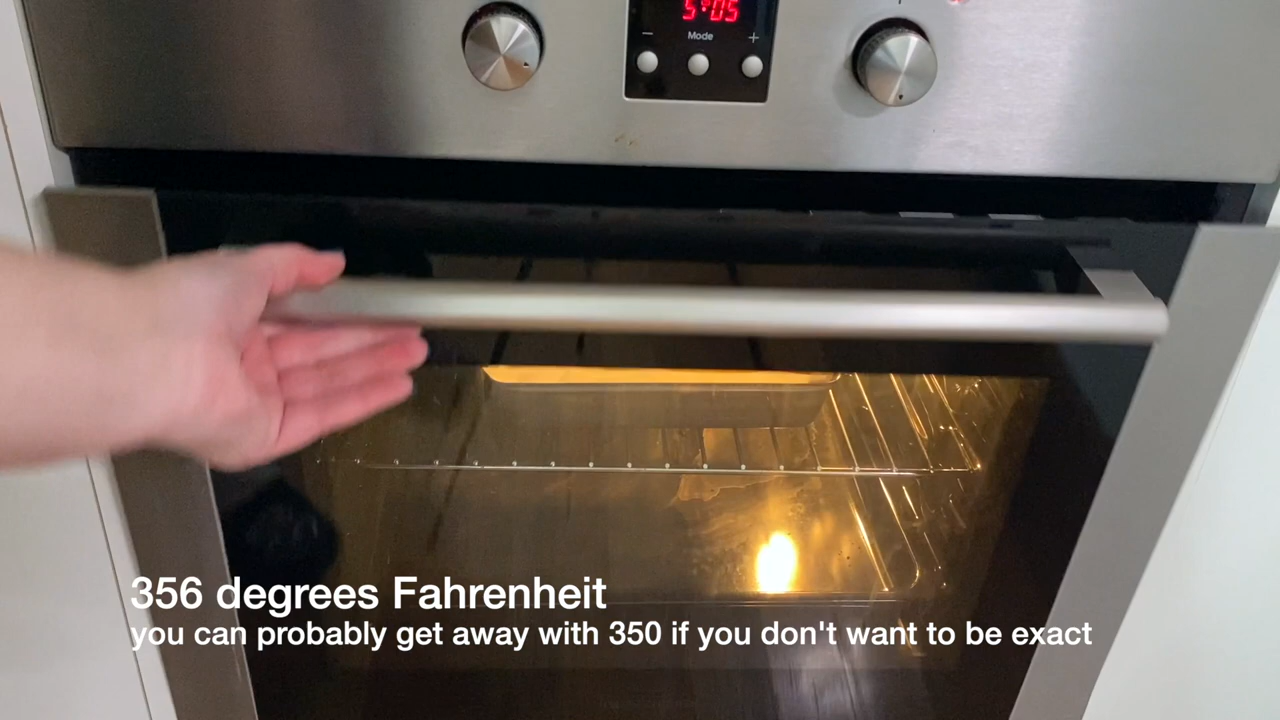 5:05
Mode
− +
356 degrees Fahrenheit
you can probably get away with 350 if you don't want to be exact